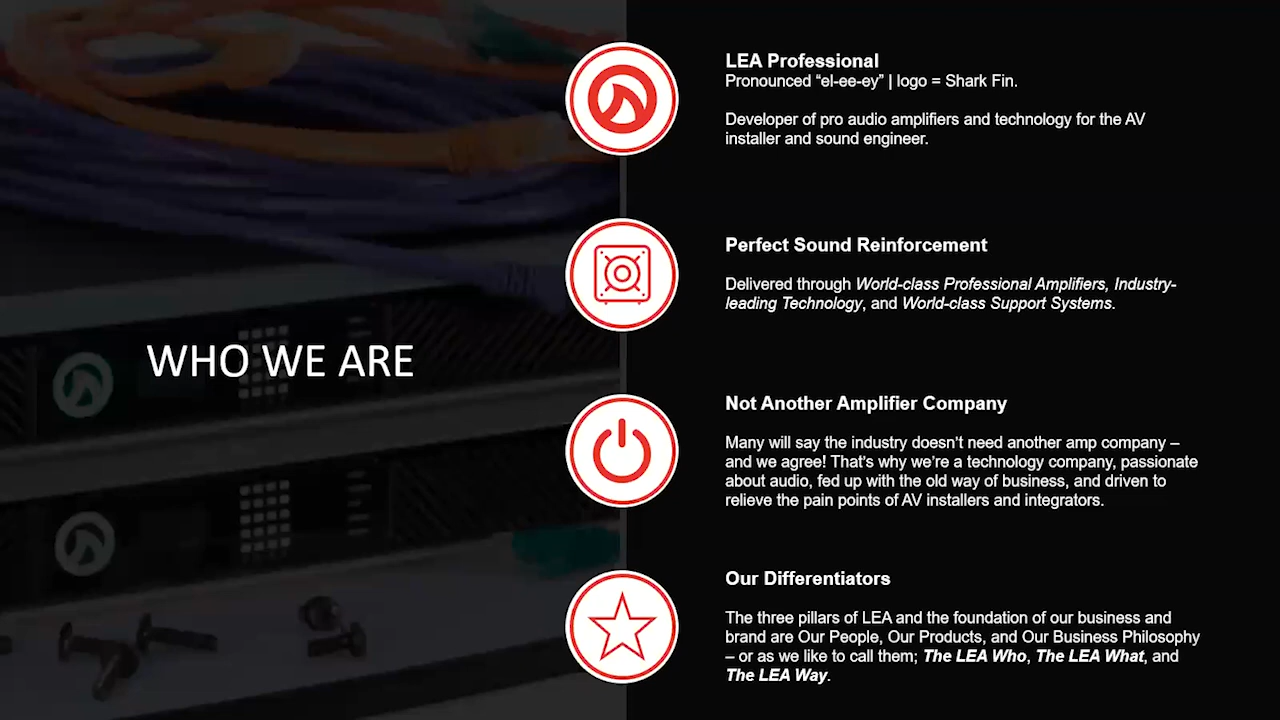 WHO WE ARE
LEA Professional
Pronounced “el-ee-ey” | logo = Shark Fin.
Developer of pro audio amplifiers and technology for the AV
installer and sound engineer.
Perfect Sound Reinforcement
Delivered through World-class Professional Amplifiers, Industry-
leading Technology, and World-class Support Systems.
Not Another Amplifier Company
Many will say the industry doesn’t need another amp company –
and we agree! That’s why we’re a technology company, passionate
about audio, fed up with the old way of business, and driven to
relieve the pain points of AV installers and integrators.
Our Differentiators
The three pillars of LEA and the foundation of our business and
brand are Our People, Our Products, and Our Business Philosophy
– or as we like to call them; The LEA Who, The LEA What, and
The LEA Way.